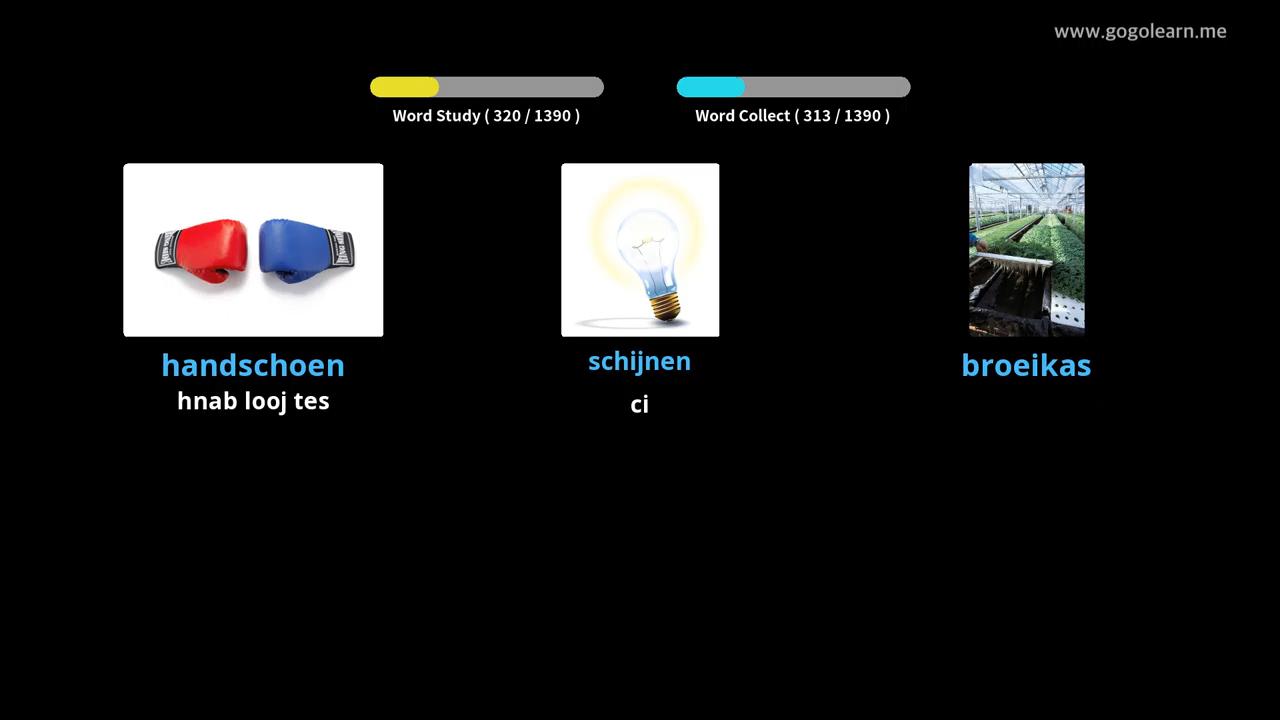 www.gogolearn.me
Word Study ( 320 / 1390 )
Word Collect ( 313 / 1390 )
handschoen
schijnen
broeikas
hnab looj tes
ci